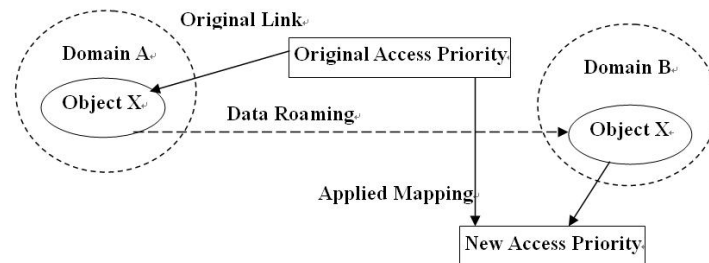 Original Link
Domain A
Original Access Priority
Domain B
Object X
Data Roaming
Object X
Applied Mapping
New Access Priority